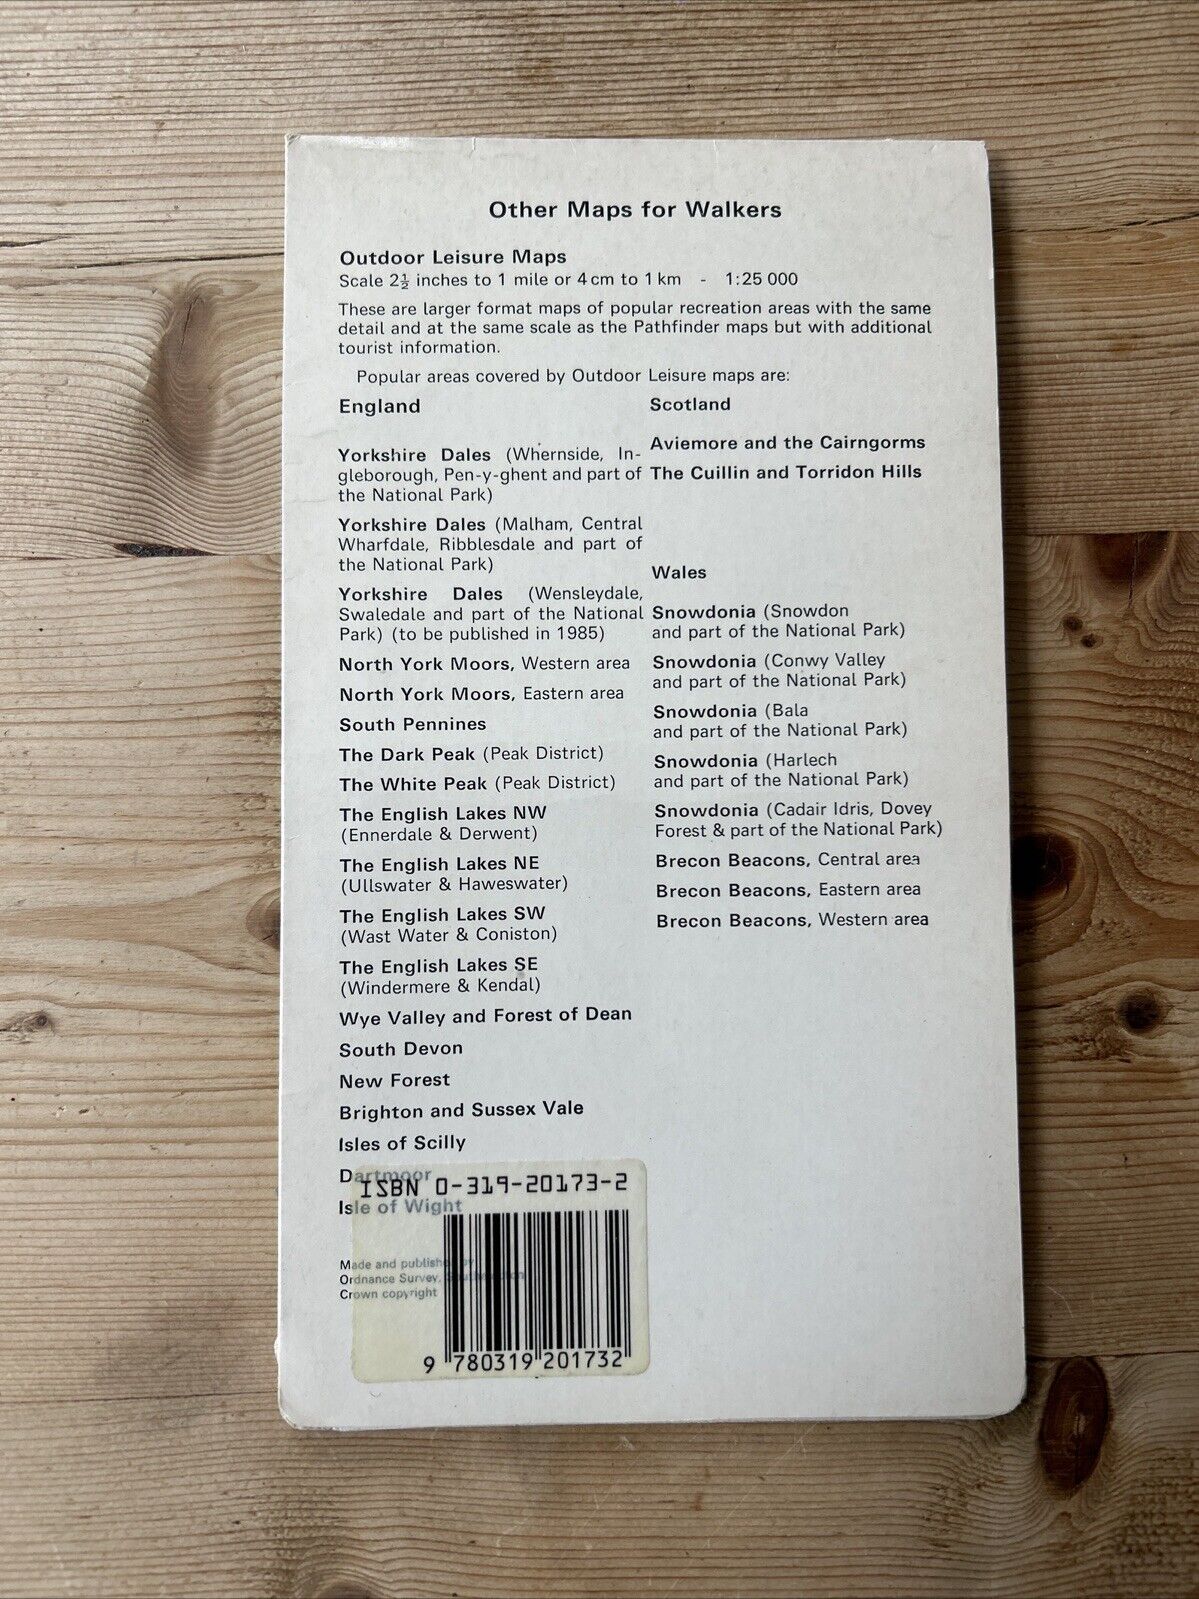 Other Maps for Walkers
Outdoor Leisure Maps
Scale 2½ inches to 1 mile or 4 cm to 1 km - 1:25 000
These are larger format maps of popular recreation areas with the same
detail and at the same scale as the Pathfinder maps but with additional
tourist information.
Popular areas covered by Outdoor Leisure maps are:
England
Yorkshire Dales (Whernside, In-
gleborough, Pen-y-ghent and part of
the National Park)
Yorkshire Dales (Malham, Central
Wharfdale, Ribblesdale and part of
the National Park)
Yorkshire Dales (Wensleydale,
Swaledale and part of the National
Park) (to be published in 1985)
North York Moors, Western area
North York Moors, Eastern area
South Pennines
The Dark Peak (Peak District)
The White Peak (Peak District)
The English Lakes NW
(Ennerdale & Derwent)
The English Lakes NE
(Ullswater & Haweswater)
The English Lakes SW
(Wast Water & Coniston)
The English Lakes SE
(Windermere & Kendal)
Wye Valley and Forest of Dean
South Devon
New Forest
Brighton and Sussex Vale
Isles of Scilly
Dartmoor
Isle of Wight
Scotland
Aviemore and the Cairngorms
The Cuillin and Torridon Hills
Wales
Snowdonia (Snowdon
and part of the National Park)
Snowdonia (Conwy Valley
and part of the National Park)
Snowdonia (Bala
and part of the National Park)
Snowdonia (Harlech
and part of the National Park)
Snowdonia (Cadair Idris, Dovey
Forest & part of the National Park)
Brecon Beacons, Central area
Brecon Beacons, Eastern area
Brecon Beacons, Western area
ISBN 0-319-20173-2
Made and published by
Ordnance Survey,
Crown copyright
9 780319 201732